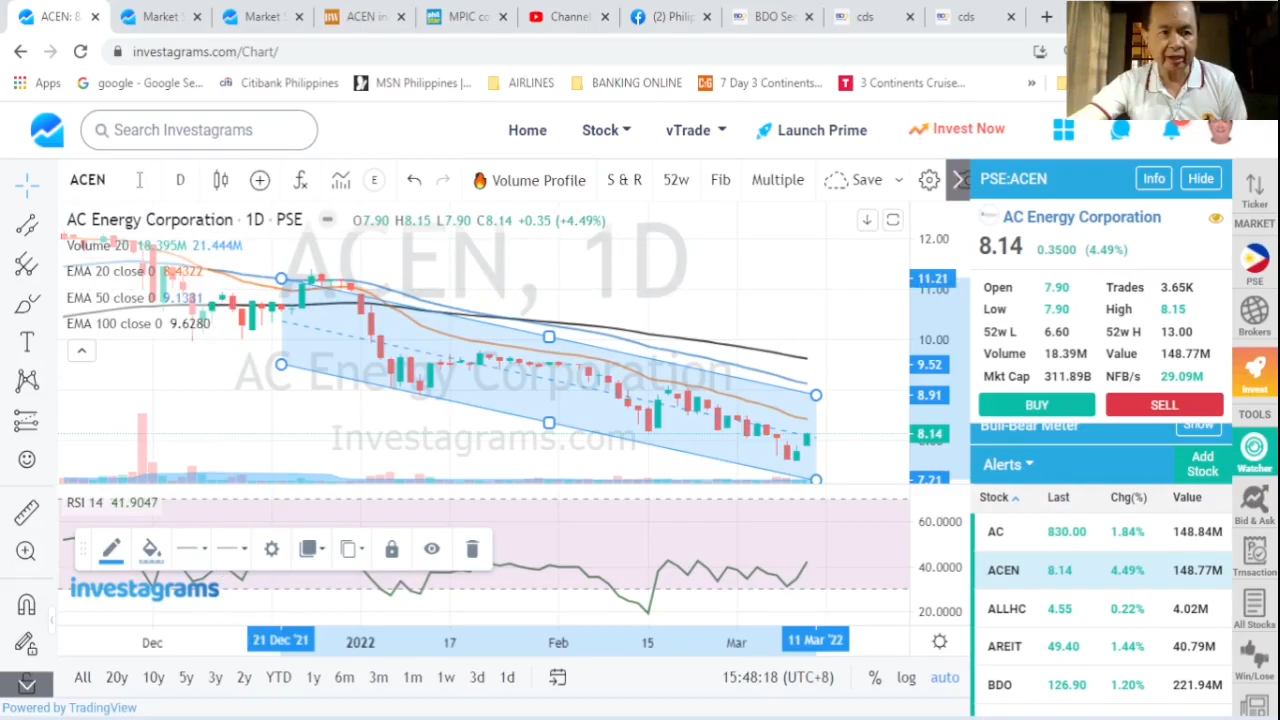 ACEN: 8
Market S
Market S
ACEN in
MPIC co
Channel
(2) Philip
BDO Sec
cds
cds
investagrams.com/Chart/
Apps
google - Google Se...
Citibank Philippines
MSN Philippines |...
AIRLINES
BANKING ONLINE
7 Day 3 Continents...
3 Continents Cruise...
»
Search Investagrams
Home
Stock
vTrade
Launch Prime
Invest Now
ACEN
D
E
Volume Profile
S & R
52w
Fib
Multiple
Save
AC Energy Corporation · 1D · PSE
O7.90 H8.15 L7.90 C8.14 +0.35 (+4.49%)
Volume 20 18.395M 21.444M
EMA 20 close 0 8.4322
EMA 50 close 0 9.1331
EMA 100 close 0 9.6280
ACEN, 1D
AC Energy Corporation
Investagrams.com
12.00
11.21
11.00
10.00
9.52
8.91
8.14
7.21
RSI 14 41.9047
investagrams
60.0000
40.0000
20.0000
Dec
21 Dec '21
2022
17
Feb
15
Mar
11 Mar '22
All
20y
10y
5y
3y
2y
YTD
1y
6m
3m
1m
1w
3d
1d
15:48:18 (UTC+8)
%
log
auto
Powered by TradingView
PSE:ACEN
Info
Hide
AC Energy Corporation
8.14 0.3500 (4.49%)
Open 7.90 Trades 3.65K
Low 7.90 High 8.15
52w L 6.60 52w H 13.00
Volume 18.39M Value 148.77M
Mkt Cap 311.89B NFB/s 29.09M
BUY
SELL
Bull-Bear Meter
Show
Alerts
Add
Stock
Stock Last Chg(%) Value
AC 830.00 1.84% 148.84M
ACEN 8.14 4.49% 148.77M
ALLHC 4.55 0.22% 4.02M
AREIT 49.40 1.44% 40.79M
BDO 126.90 1.20% 221.94M
Ticker
MARKET
PSE
Brokers
Invest
TOOLS
Watcher
Bid & Ask
Trnsaction
All Stocks
Win/Lose